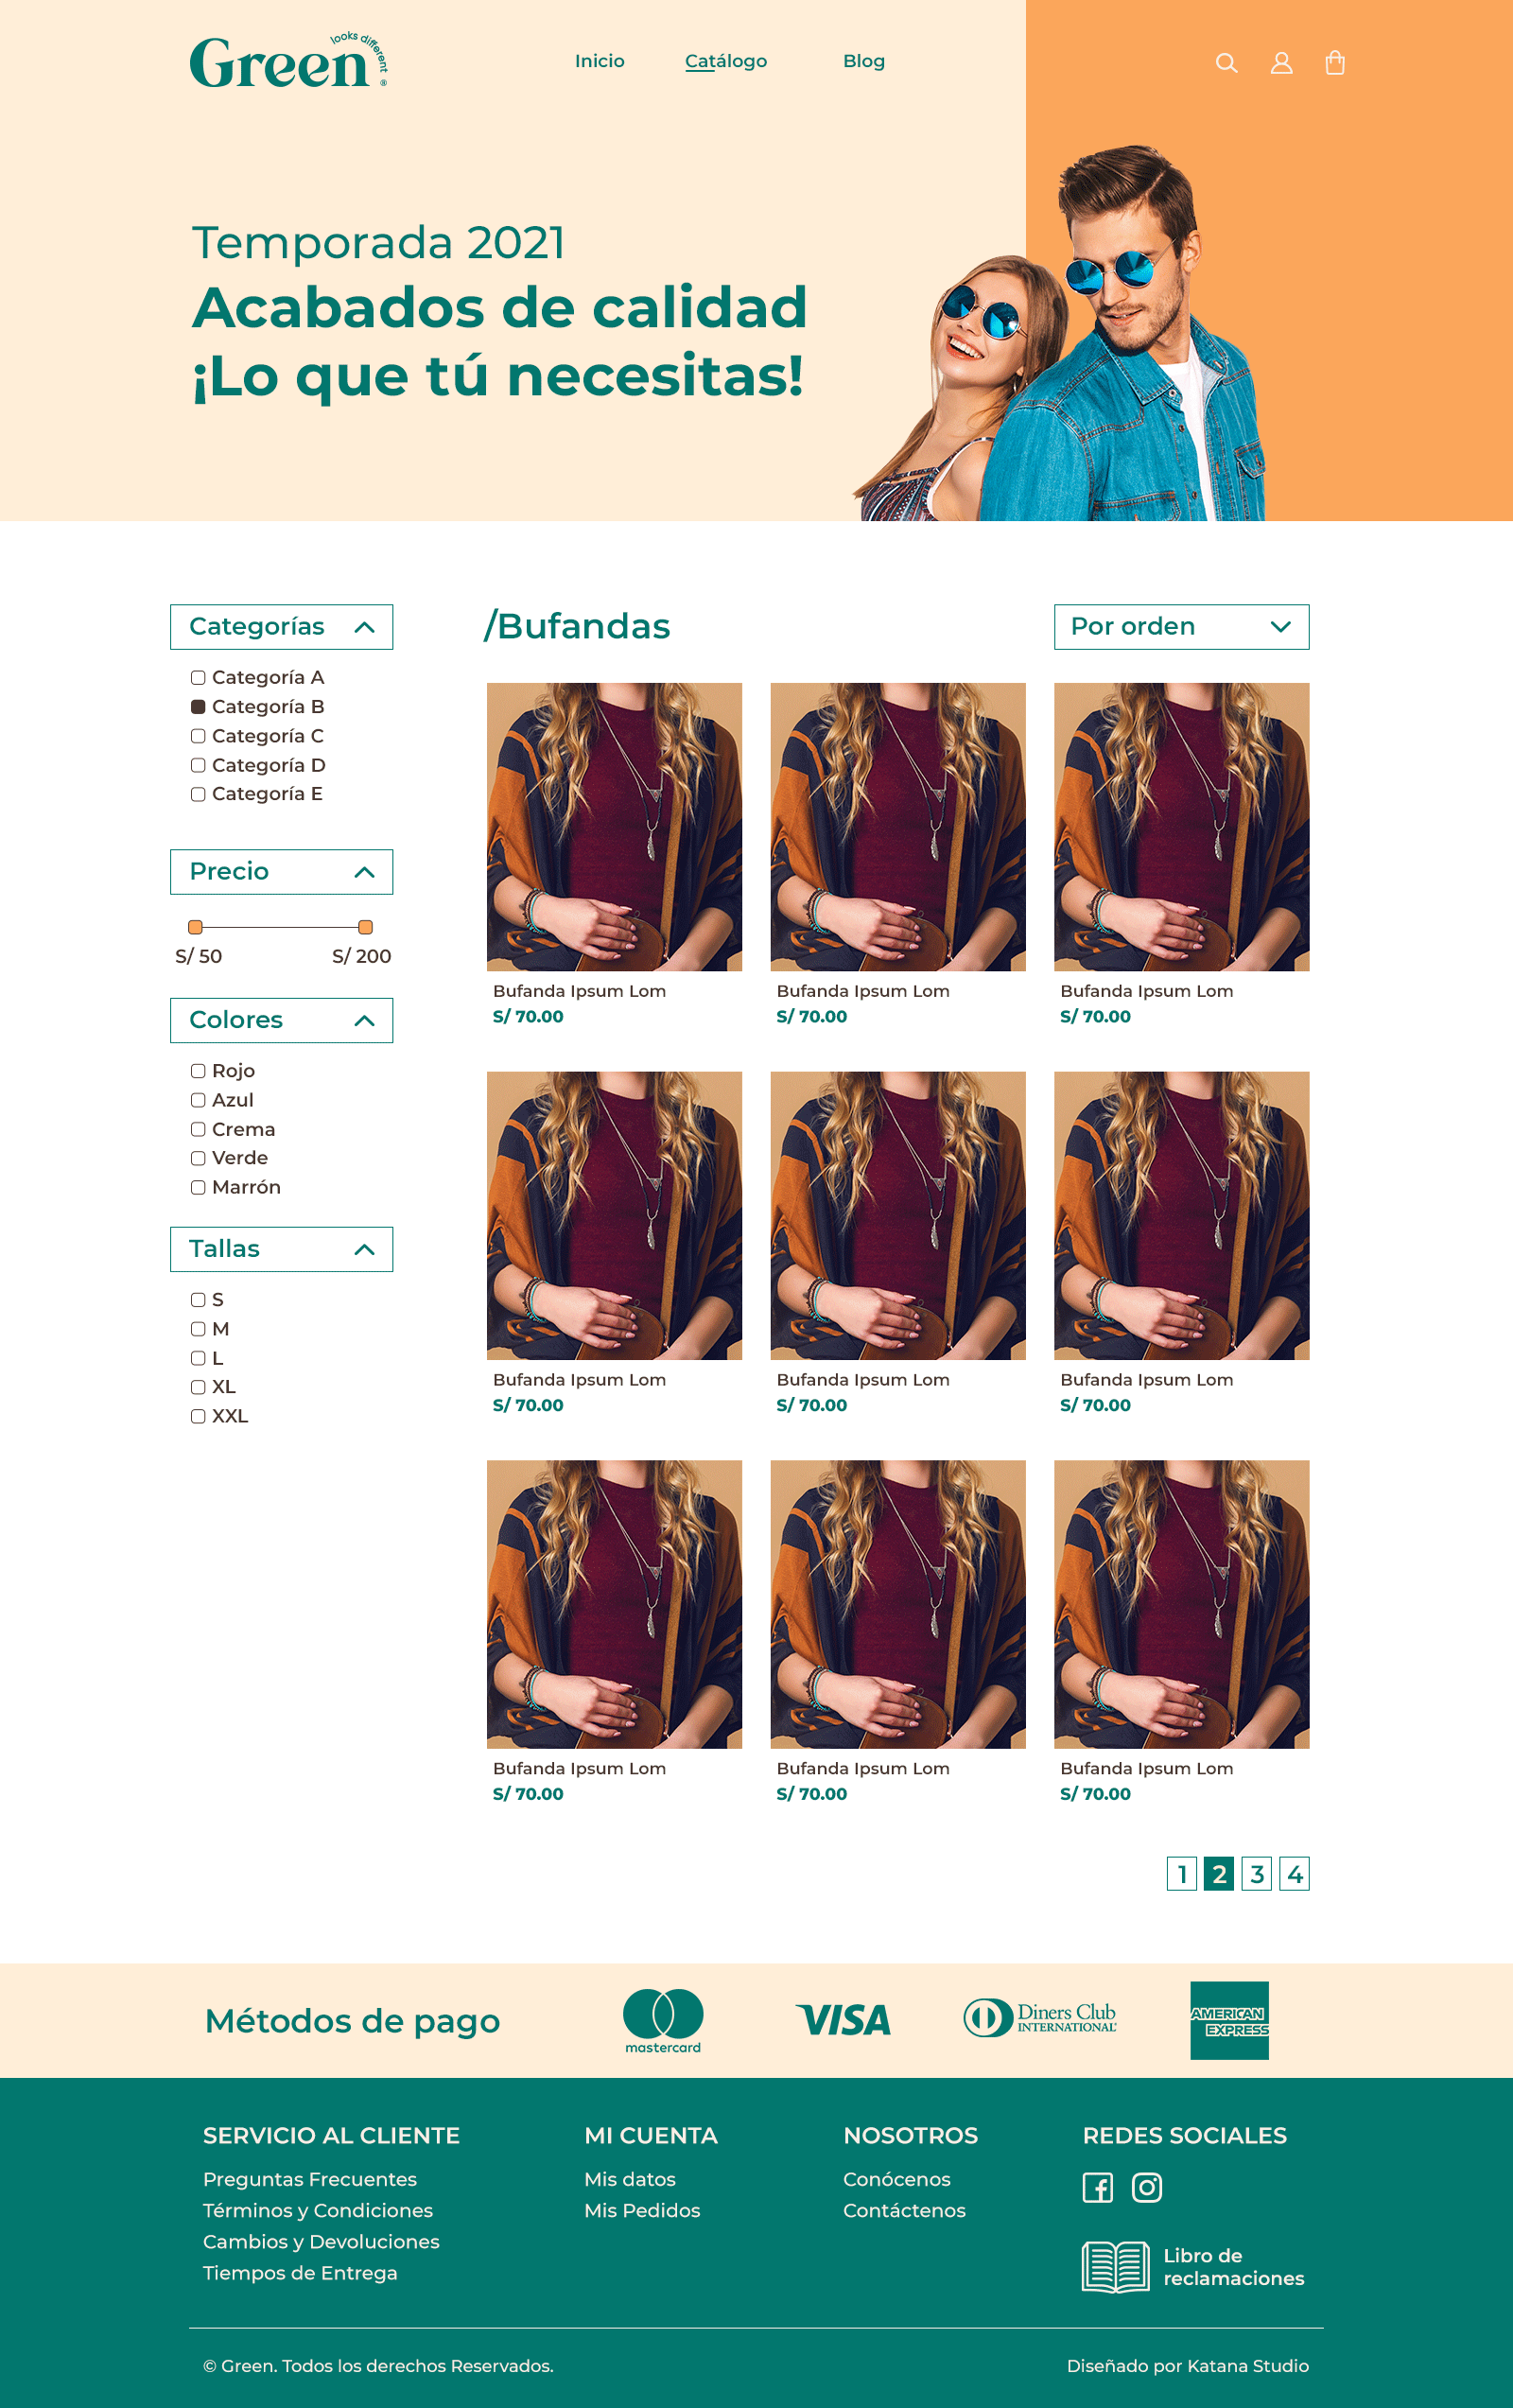 Green
looks different
®
Inicio
Catálogo
Blog
Temporada 2021
Acabados de calidad
¡Lo que tú necesitas!
Categorías
Categoría A
Categoría B
Categoría C
Categoría D
Categoría E
Precio
S/ 50
S/ 200
Colores
Rojo
Azul
Crema
Verde
Marrón
Tallas
S
M
L
XL
XXL
/Bufandas
Por orden
Bufanda Ipsum Lom
S/ 70.00
Bufanda Ipsum Lom
S/ 70.00
Bufanda Ipsum Lom
S/ 70.00
Bufanda Ipsum Lom
S/ 70.00
Bufanda Ipsum Lom
S/ 70.00
Bufanda Ipsum Lom
S/ 70.00
Bufanda Ipsum Lom
S/ 70.00
Bufanda Ipsum Lom
S/ 70.00
Bufanda Ipsum Lom
S/ 70.00
1 2 3 4
Métodos de pago
mastercard
VISA
Diners Club
INTERNATIONAL®
AMERICAN
EXPRESS
SERVICIO AL CLIENTE
Preguntas Frecuentes
Términos y Condiciones
Cambios y Devoluciones
Tiempos de Entrega
MI CUENTA
Mis datos
Mis Pedidos
NOSOTROS
Conócenos
Contáctenos
REDES SOCIALES
Libro de
reclamaciones
© Green. Todos los derechos Reservados.
Diseñado por Katana Studio